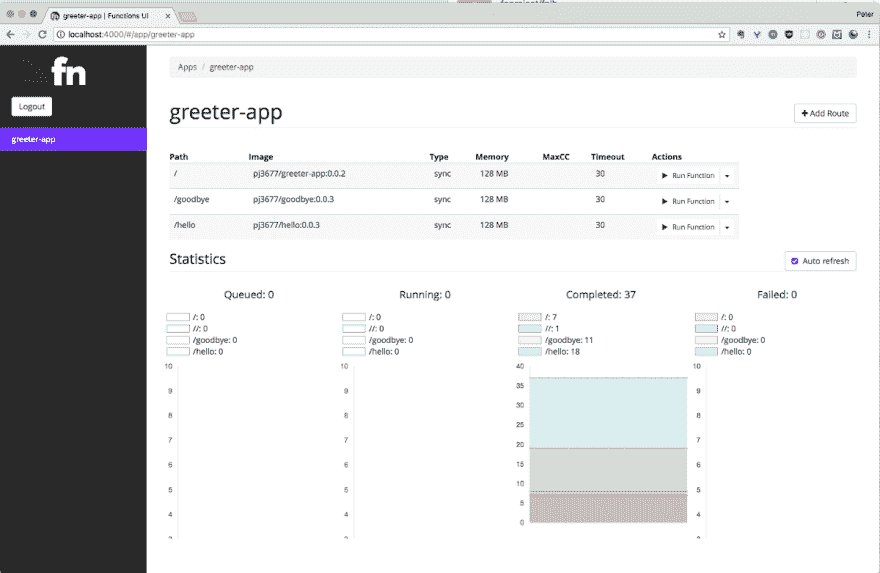 greeter-app | Functions UI
Peter
localhost:4000/#/app/greeter-app
fn
Logout
greeter-app
Apps / greeter-app
greeter-app
Add Route
Path Image Type Memory MaxCC Timeout Actions
/ pj3677/greeter-app:0.0.2 sync 128 MB 30 Run Function
/goodbye pj3677/goodbye:0.0.3 sync 128 MB 30 Run Function
/hello pj3677/hello:0.0.3 sync 128 MB 30 Run Function
Statistics
Auto refresh
Queued: 0 Running: 0 Completed: 37 Failed: 0
/: 0 /: 0 /: 7 /: 0
//: 0 //: 0 //: 1 //: 0
/goodbye: 0 /goodbye: 0 /goodbye: 11 /goodbye: 0
/hello: 0 /hello: 0 /hello: 18 /hello: 0
10 10 40 10
9 9 35 9
8 8 30 8
7 7 25 7
6 6 20 6
5 5 15 5
4 4 10 4
5
0